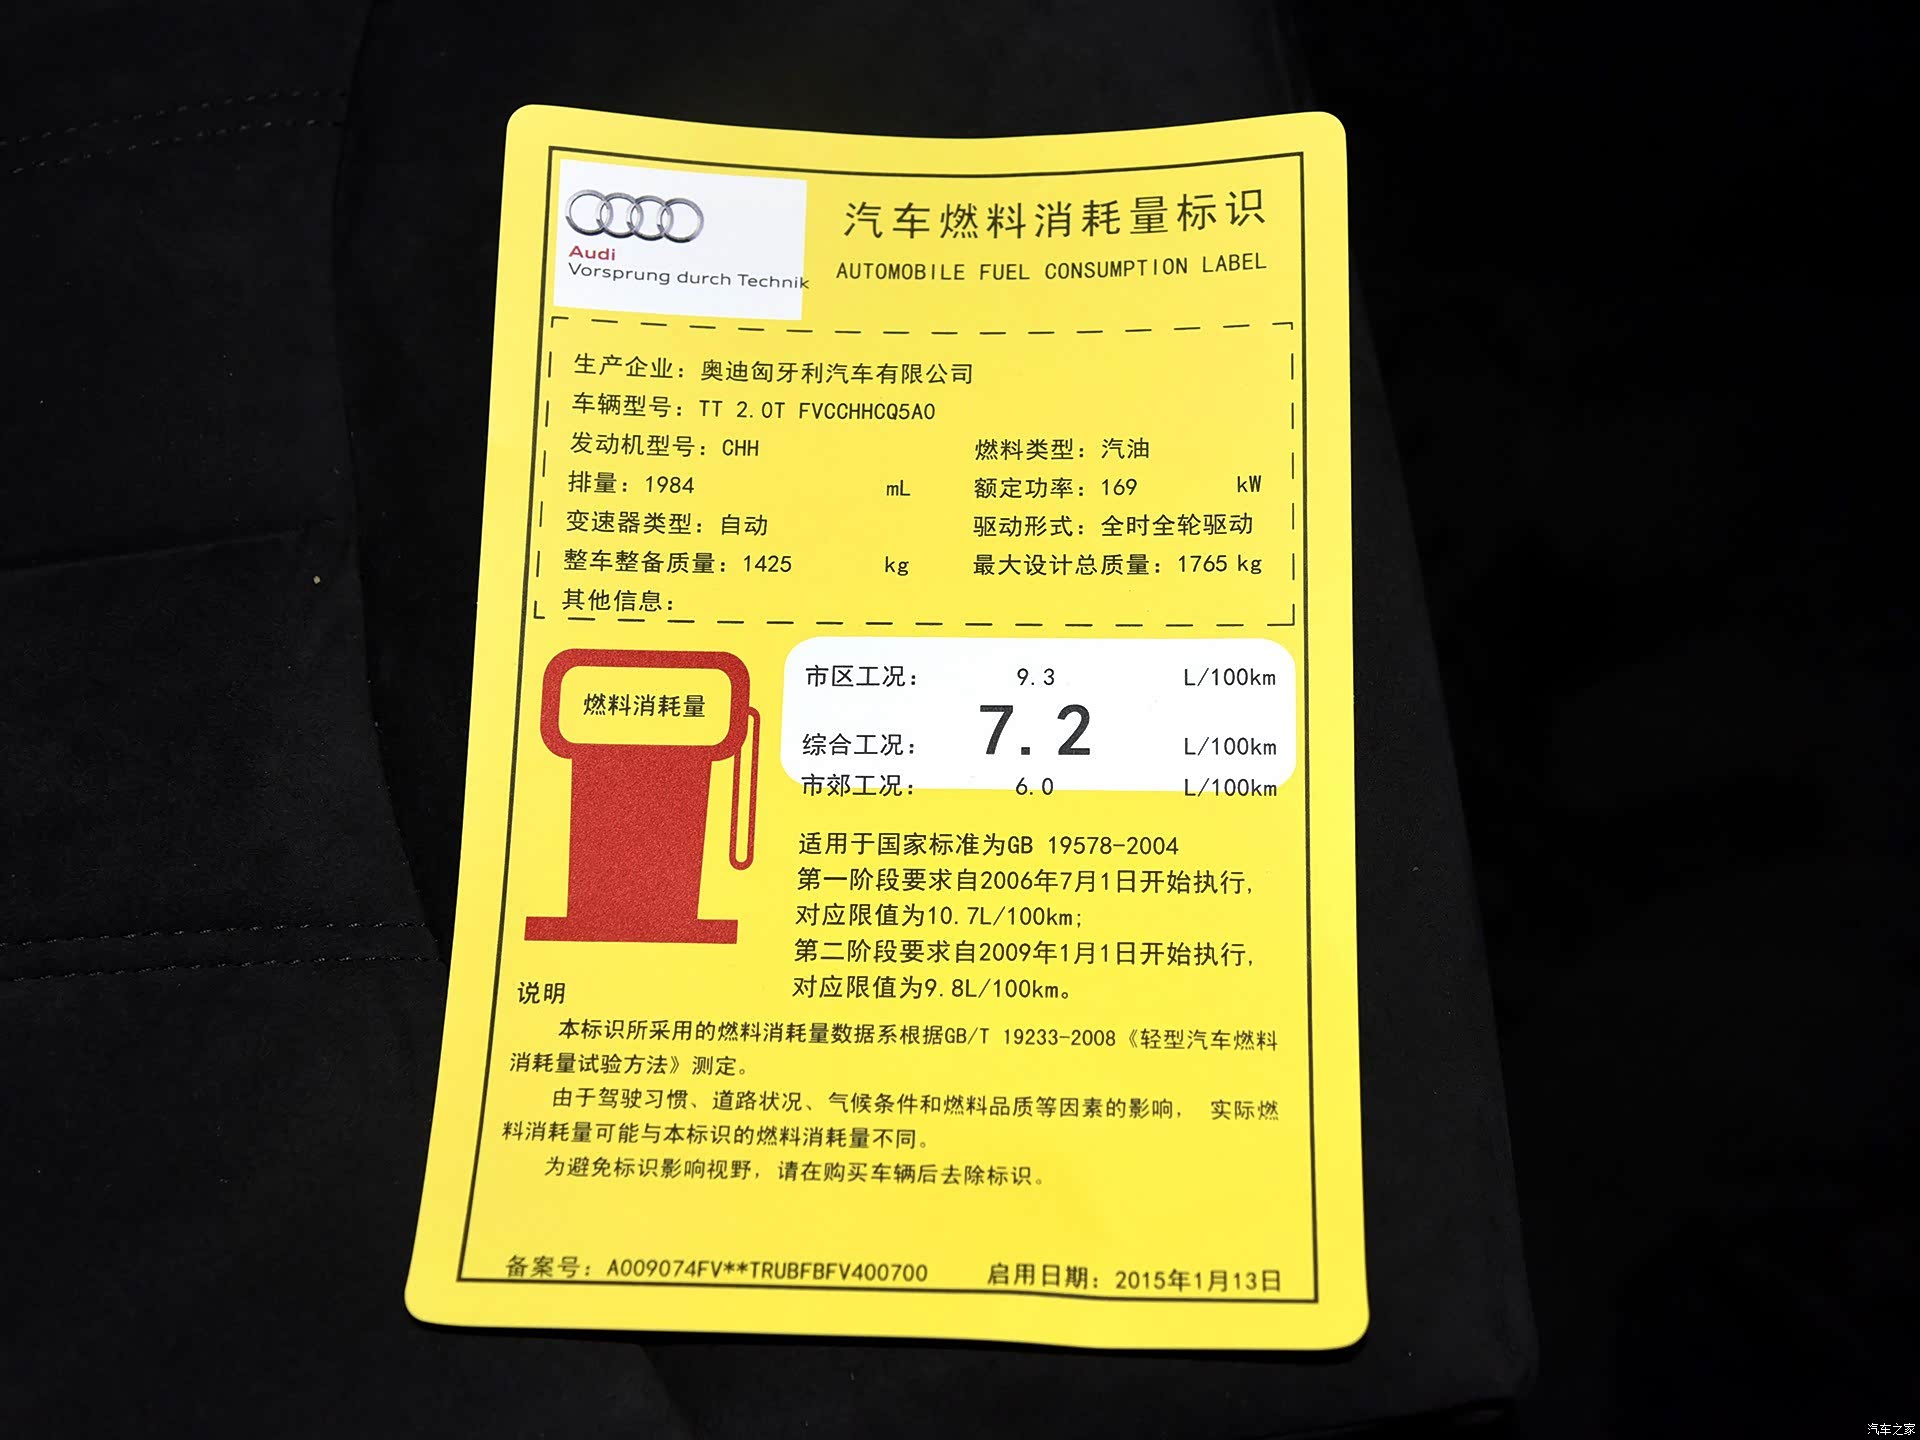 Audi
Vorsprung durch Technik
汽车燃料消耗量标识
AUTOMOBILE FUEL CONSUMPTION LABEL
生产企业：奥迪匈牙利汽车有限公司
车辆型号：TT 2.0T FVCCHHCQ5A0
发动机型号：CHH 燃料类型：汽油
排量：1984 mL 额定功率：169 kW
变速器类型：自动 驱动形式：全时全轮驱动
整车整备质量：1425 kg 最大设计总质量：1765 kg
其他信息：
燃料消耗量
市区工况： 9.3 L/100km
综合工况： 7.2 L/100km
市郊工况： 6.0 L/100km
适用于国家标准为GB 19578-2004
第一阶段要求自2006年7月1日开始执行，
对应限值为10.7L/100km；
第二阶段要求自2009年1月1日开始执行，
对应限值为9.8L/100km。
说明
本标识所采用的燃料消耗量数据系根据GB/T 19233-2008《轻型汽车燃料
消耗量试验方法》测定。
由于驾驶习惯、道路状况、气候条件和燃料品质等因素的影响， 实际燃
料消耗量可能与本标识的燃料消耗量不同。
为避免标识影响视野，请在购买车辆后去除标识。
备案号：A009074FV**TRUBFBFV400700 启用日期：2015年1月13日
汽车之家